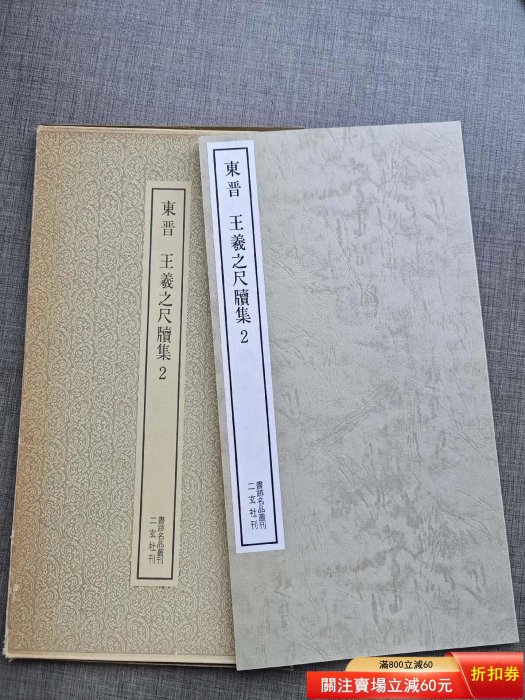 東晋 王羲之尺牘集 2
書跡名品叢刊
二玄社刊
東晋 王羲之尺牘集 2
書跡名品叢刊
二玄社刊
滿800立減60
關注賣場立減60元
折扣券